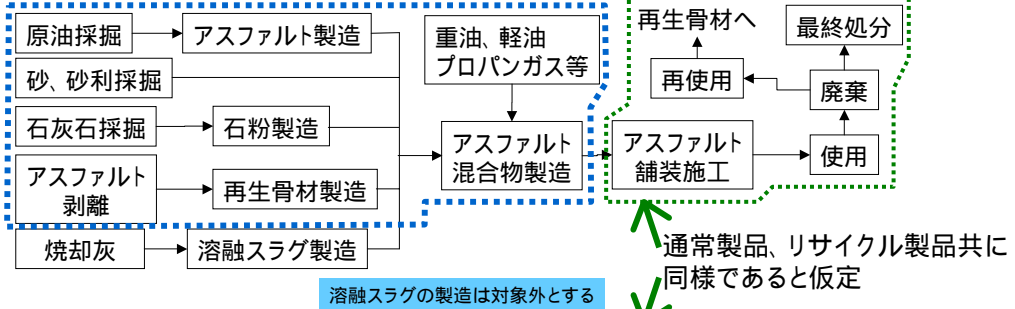 原油採掘
アスファルト製造
重油、軽油
プロパンガス等
再生骨材へ
最終処分
砂、砂利採掘
再使用
廃棄
石灰石採掘
石粉製造
アスファルト
混合物製造
アスファルト
舗装施工
使用
アスファルト
剥離
再生骨材製造
焼却灰
溶融スラグ製造
通常製品、リサイクル製品共に
同様であると仮定
溶融スラグの製造は対象外とする